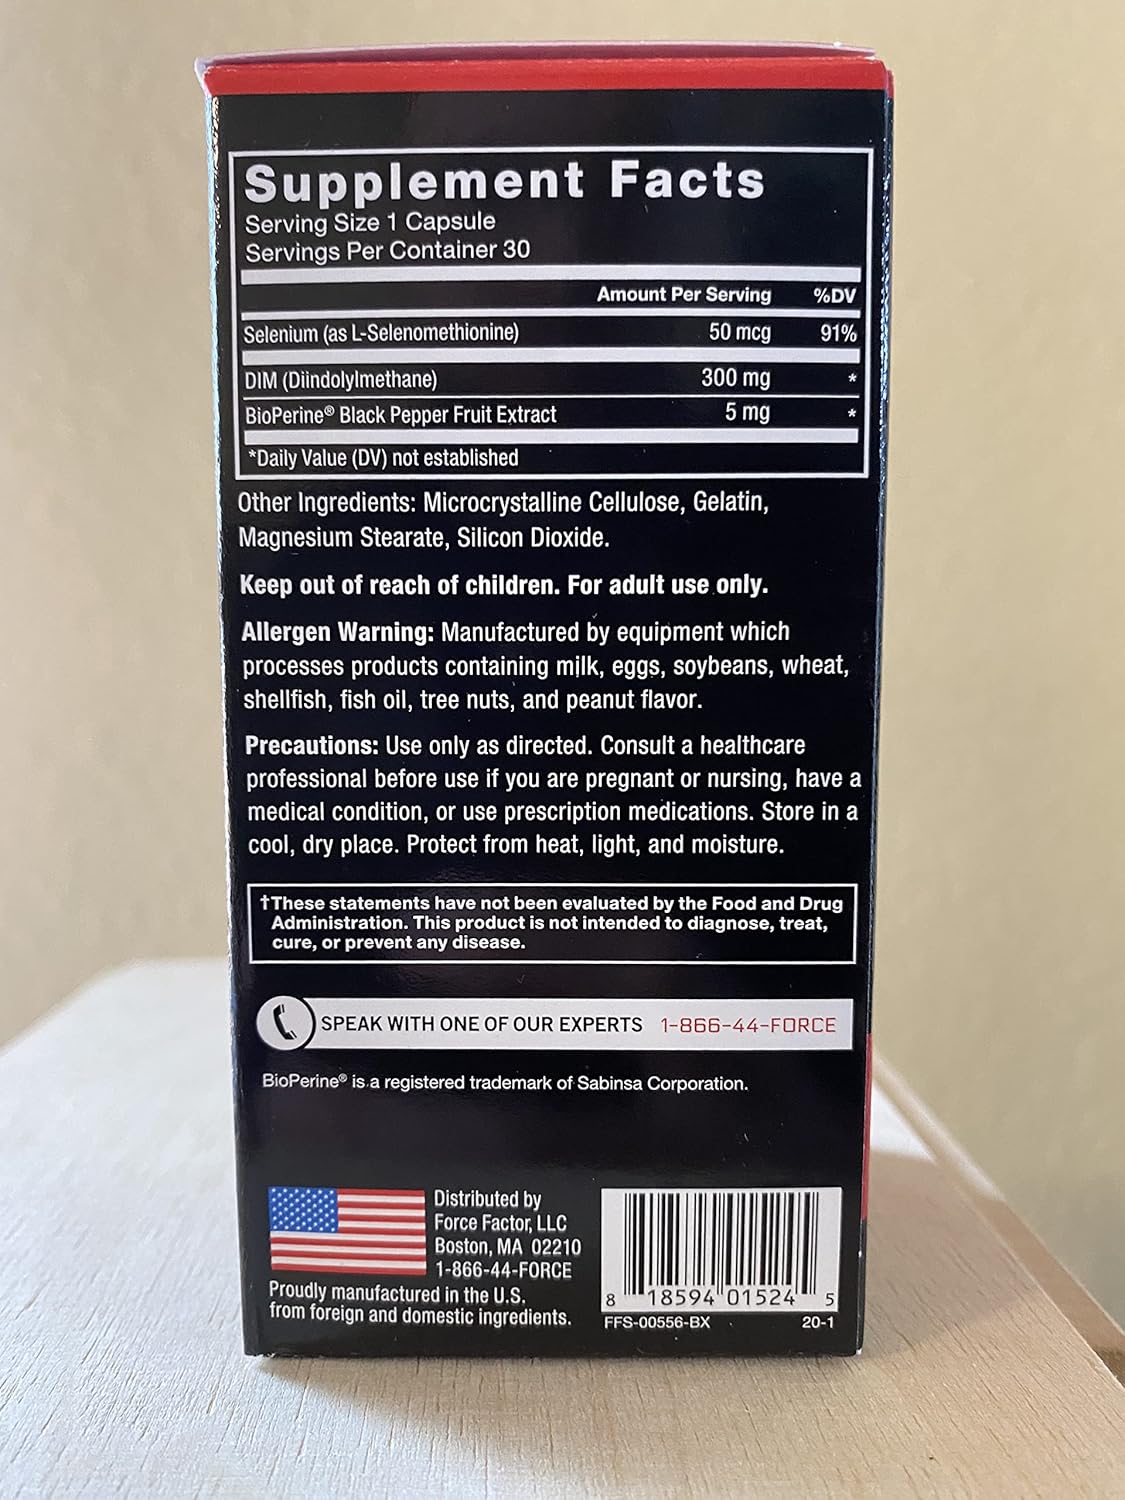 Supplement Facts
Serving Size 1 Capsule
Servings Per Container 30
Amount Per Serving %DV
Selenium (as L-Selenomethionine) 50 mcg 91%
DIM (Diindolylmethane) 300 mg *
BioPerine® Black Pepper Fruit Extract 5 mg *
*Daily Value (DV) not established
Other Ingredients: Microcrystalline Cellulose, Gelatin,
Magnesium Stearate, Silicon Dioxide.
Keep out of reach of children. For adult use only.
Allergen Warning: Manufactured by equipment which
processes products containing milk, eggs, soybeans, wheat,
shellfish, fish oil, tree nuts, and peanut flavor.
Precautions: Use only as directed. Consult a healthcare
professional before use if you are pregnant or nursing, have a
medical condition, or use prescription medications. Store in a
cool, dry place. Protect from heat, light, and moisture.
†These statements have not been evaluated by the Food and Drug
Administration. This product is not intended to diagnose, treat,
cure, or prevent any disease.
SPEAK WITH ONE OF OUR EXPERTS 1-866-44-FORCE
BioPerine® is a registered trademark of Sabinsa Corporation.
Distributed by
Force Factor, LLC
Boston, MA 02210
1-866-44-FORCE
Proudly manufactured in the U.S.
from foreign and domestic ingredients.
8 18594 01524 5
FFS-00556-BX 20-1